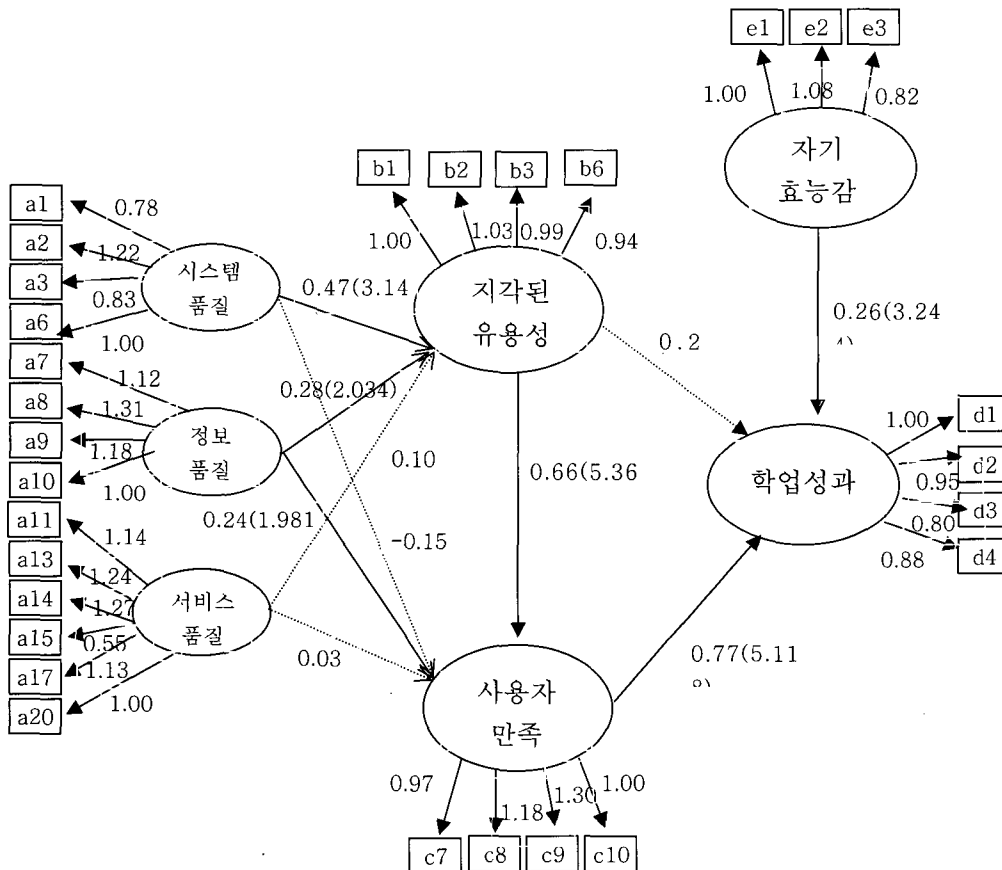 e1 e2 e3
1.00 1.08 0.82
자기
효능감
b1 b2 b3 b6
1.00 1.03 0.99 0.94
a1
a2
a3
a6
a7
a8
a9
a10
a11
a13
a14
a15
a17
a20
0.78
1.22
0.83
1.00
1.12
1.31
1.18
1.00
1.14
1.24
1.27
0.55
1.13
1.00
시스템
품질
정보
품질
서비스
품질
0.47(3.14
0.28(2.034)
0.10
0.24(1.981
-0.15
0.03
지각된
유용성
0.2
0.26(3.24
0.66(5.36
학업성과
1.00
0.95
0.80
0.88
d1
d2
d3
d4
0.77(5.11
사용자
만족
0.97 1.18 1.30 1.00
c7 c8 c9 c10